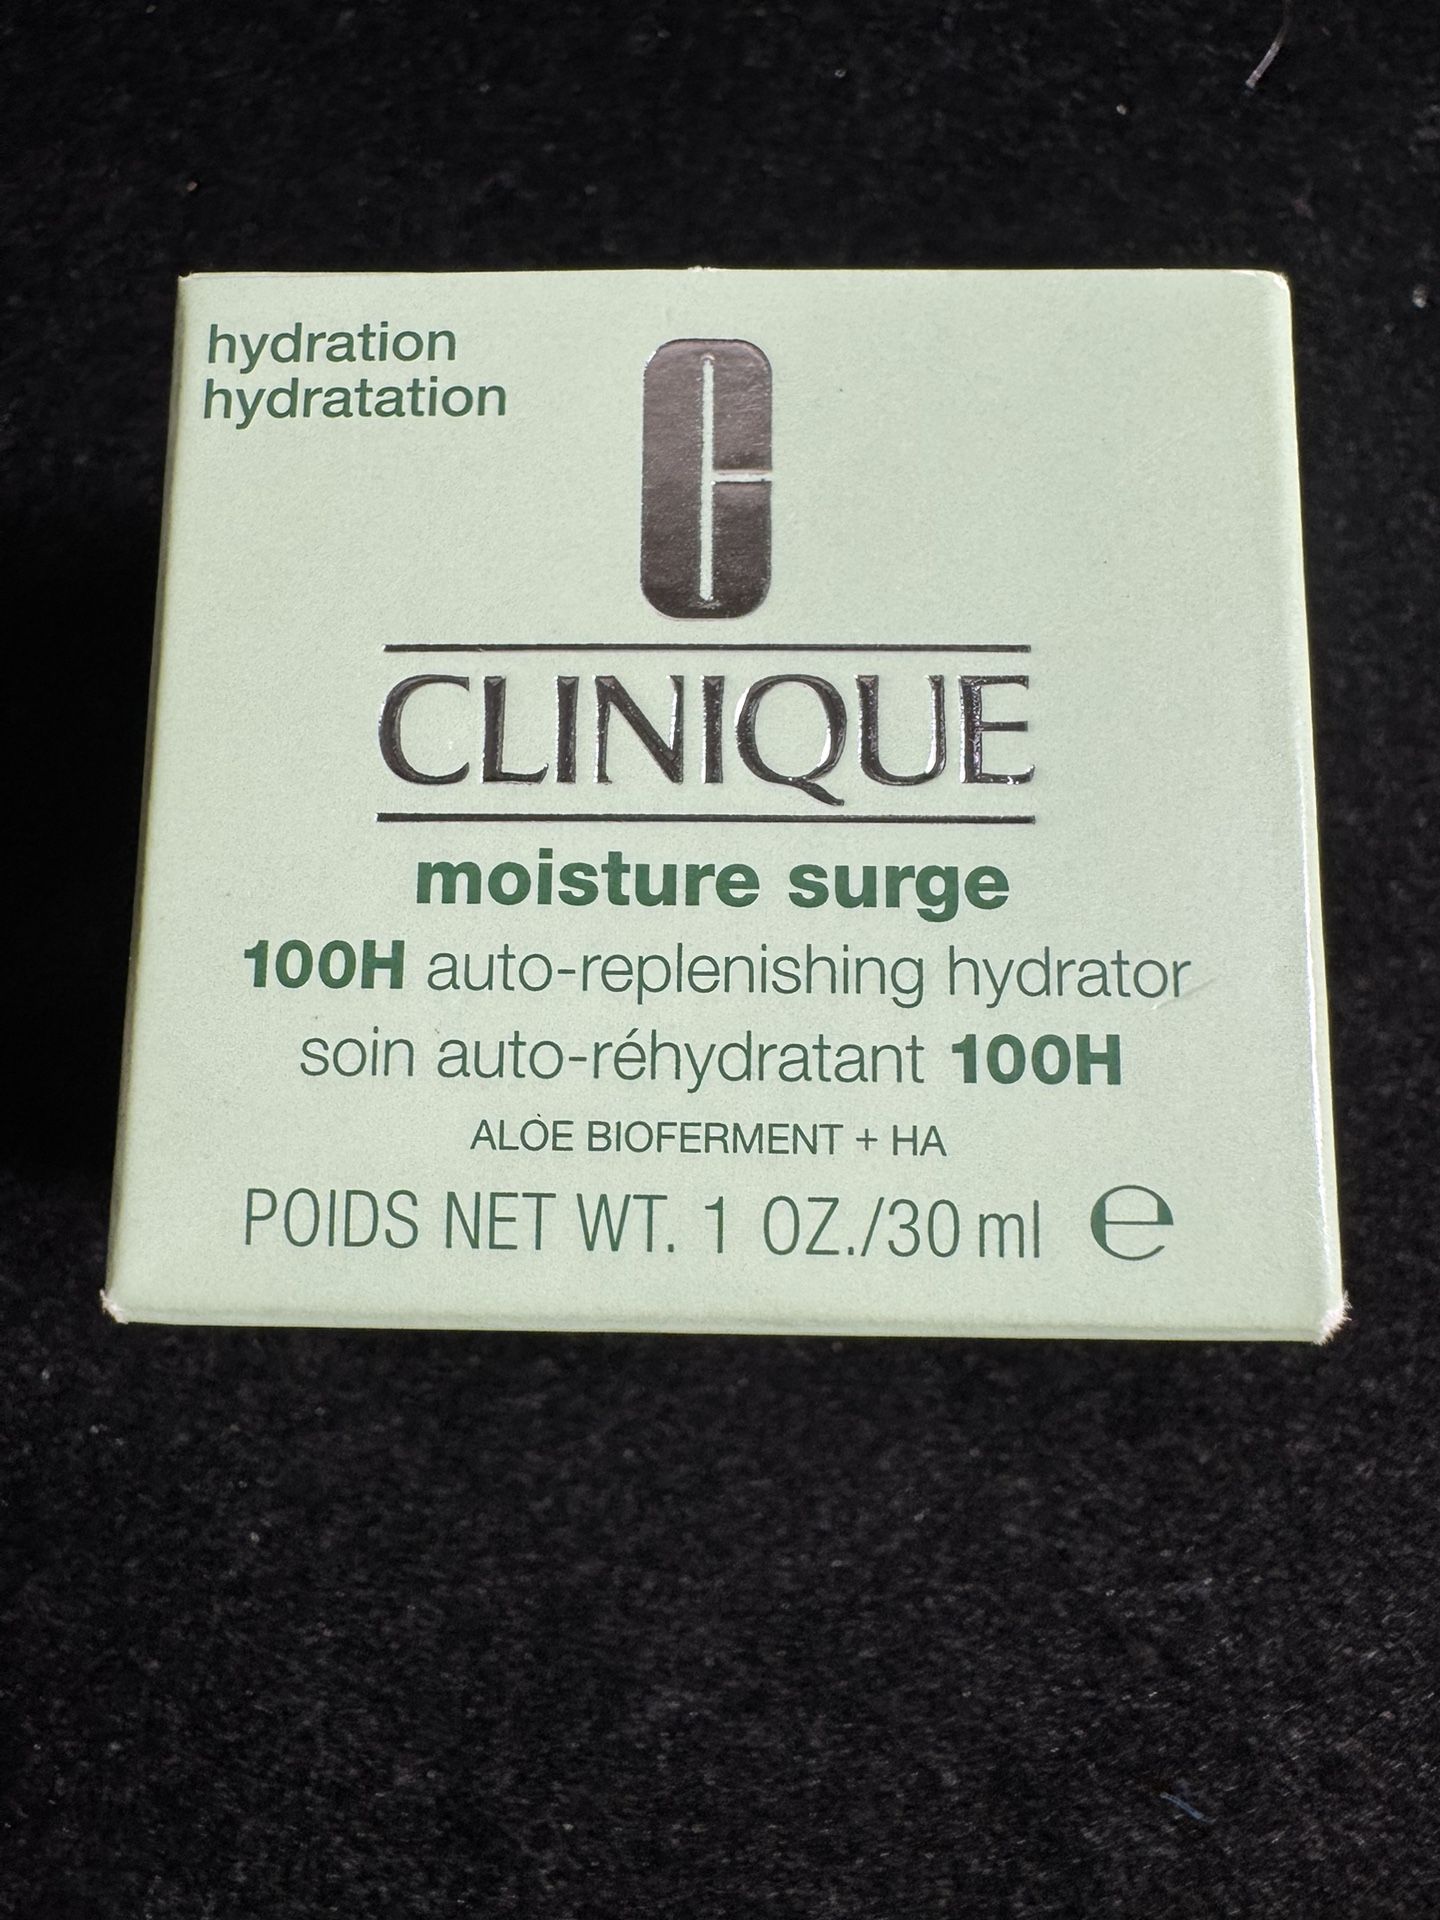 hydration
hydratation
C
CLINIQUE
moisture surge
100H auto-replenishing hydrator
soin auto-réhydratant 100H
ALOE BIOFERMENT + HA
POIDS NET WT. 1 OZ./30 ml ℮